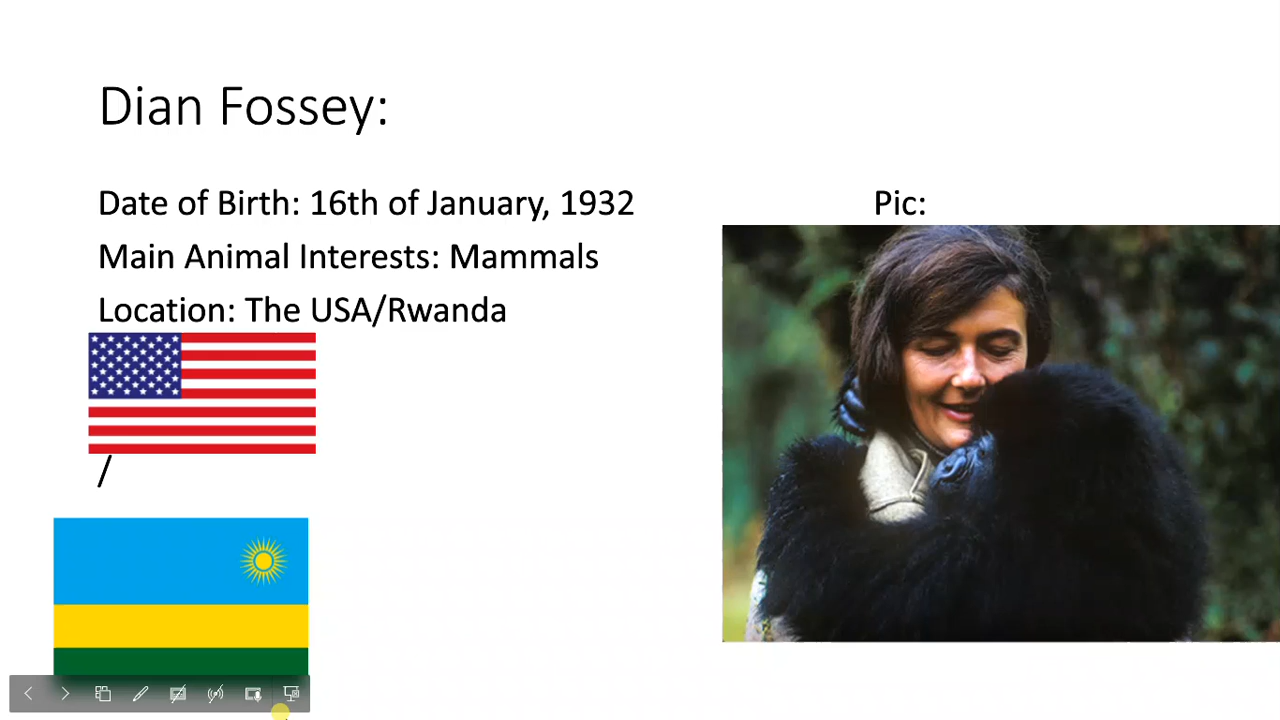 Dian Fossey:
Date of Birth: 16th of January, 1932
Main Animal Interests: Mammals
Location: The USA/Rwanda
/
Pic: